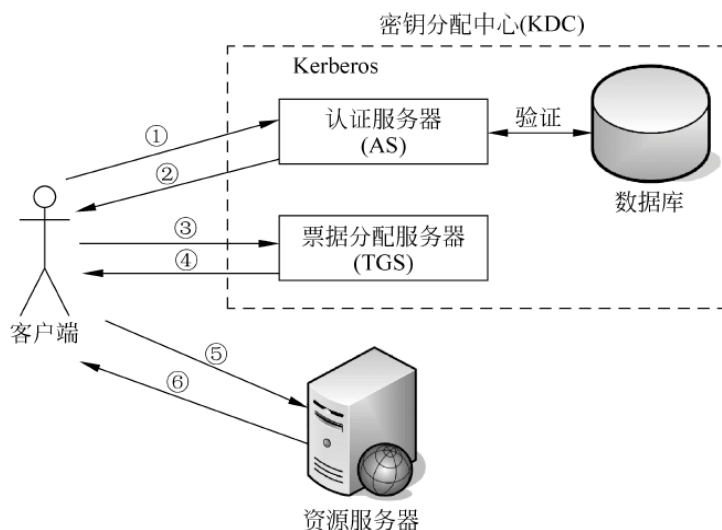 密钥分配中心(KDC)
Kerberos
认证服务器
(AS)
验证
数据库
①
②
③
票据分配服务器
(TGS)
④
客户端
⑤
⑥
资源服务器